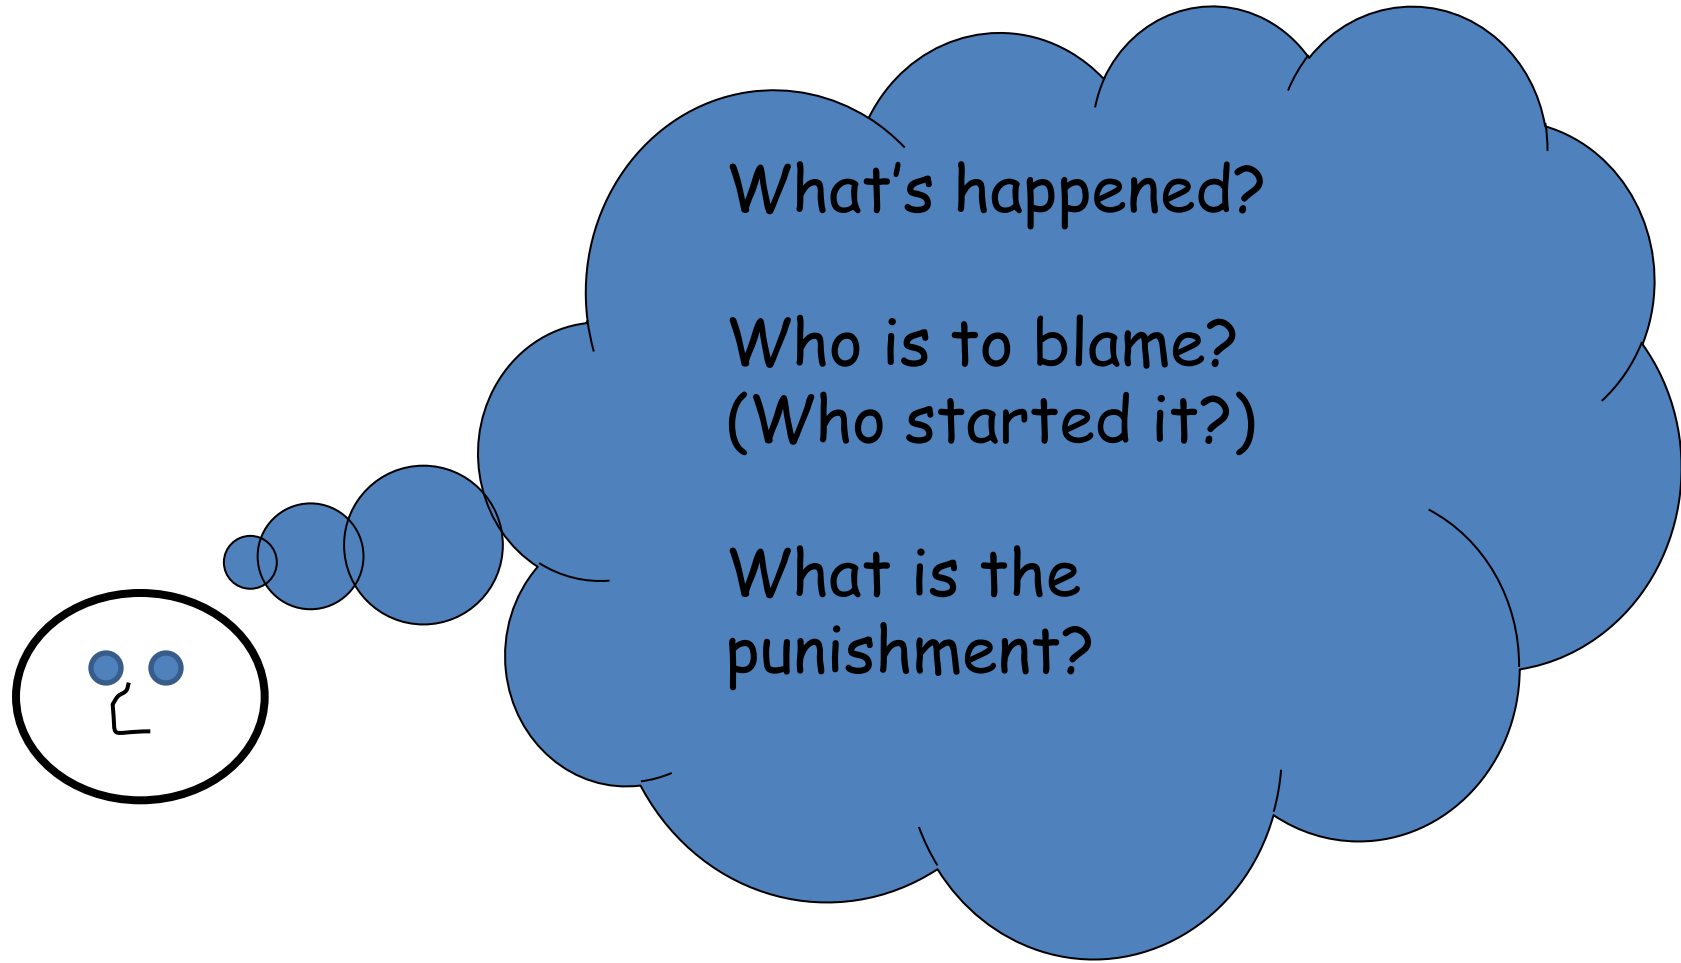 What’s happened?
Who is to blame?
(Who started it?)
What is the
punishment?